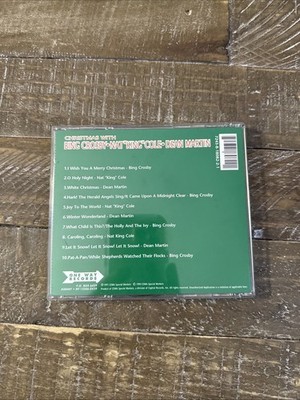 CHRISTMAS WITH
BING CROSBY•NAT "KING" COLE•DEAN MARTIN
1.I Wish You A Merry Christmas - Bing Crosby
2.O Holy Night - Nat "King" Cole
3.White Christmas - Dean Martin
4.Hark! The Herald Angels Sing/It Came Upon A Midnight Clear - Bing Crosby
5.Joy To The World - Nat "King" Cole
6.Winter Wonderland - Dean Martin
7.What Child Is This?/The Holly And The Ivy - Bing Crosby
8. Caroling, Caroling - Nat King Cole
9.Let It Snow! Let It Snow! Let It Snow! - Dean Martin
10.Pat-A-Pan/While Shepherds Watched Their Flocks - Bing Crosby
ONE WAY
RECORDS